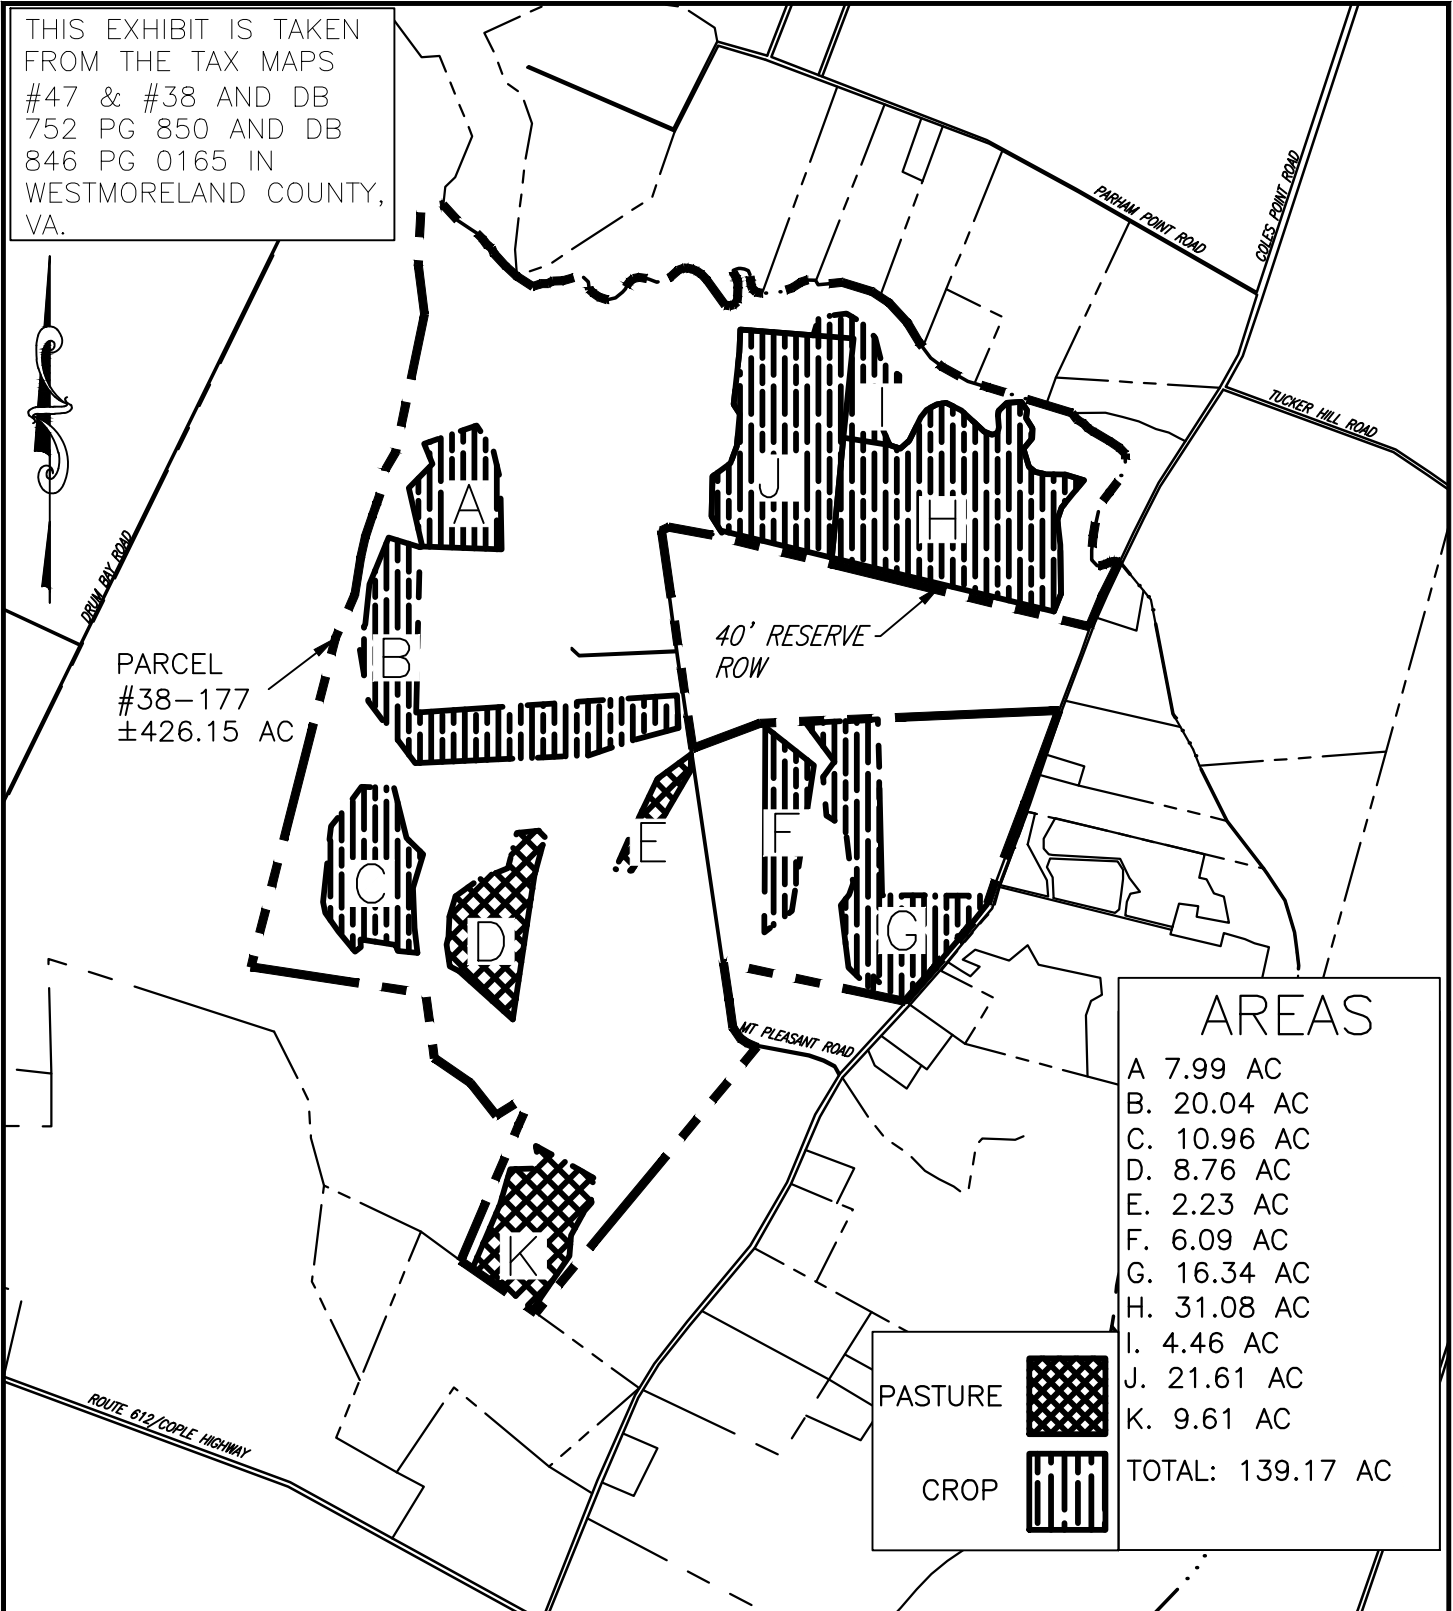 THIS EXHIBIT IS TAKEN
FROM THE TAX MAPS
#47 & #38 AND DB
752 PG 850 AND DB
846 PG 0165 IN
WESTMORELAND COUNTY,
VA.
PARHAM POINT ROAD
COLES POINT ROAD
TUCKER HILL ROAD
DRUM BAY ROAD
I
J
A
H
B
40' RESERVE
ROW
PARCEL
#38-177
±426.15 AC
E
F
C
D
G
MT PLEASANT ROAD
K
ROUTE 612/COPLE HIGHWAY
AREAS
A 7.99 AC
B. 20.04 AC
C. 10.96 AC
D. 8.76 AC
E. 2.23 AC
F. 6.09 AC
G. 16.34 AC
H. 31.08 AC
I. 4.46 AC
J. 21.61 AC
K. 9.61 AC
TOTAL: 139.17 AC
PASTURE
CROP